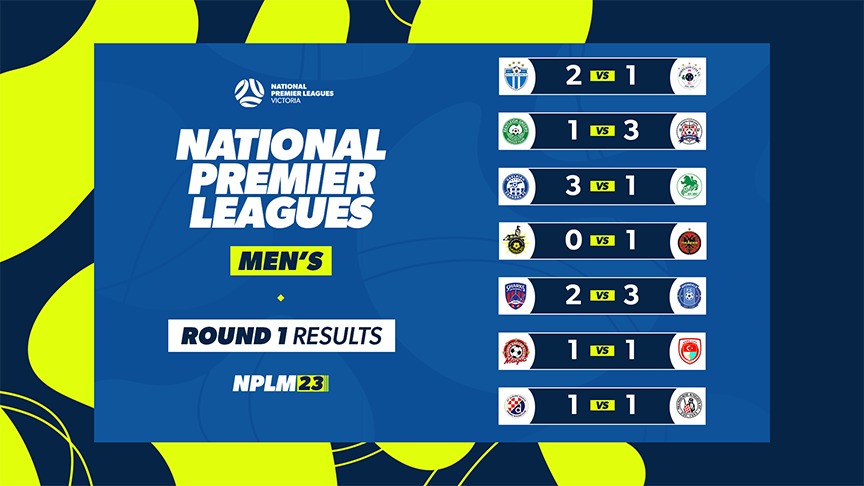 NATIONAL
PREMIER LEAGUES
VICTORIA
NATIONAL
PREMIER
LEAGUES
MEN'S
ROUND 1 RESULTS
NPLM23
2 VS 1
1 VS 3
3 VS 1
0 VS 1
SHARKS
2 VS 3
1 VS 1
1 VS 1